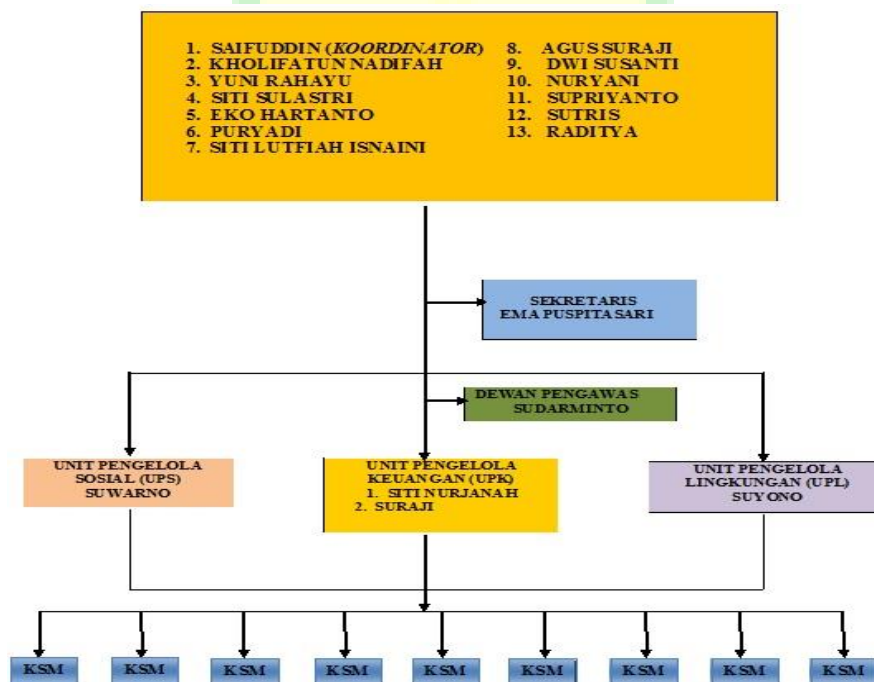 1. SAIFUDDIN (KOORDINATOR)
2. KHOLIFATUN NADIFAH
3. YUNI RAHAYU
4. SITI SULASTRI
5. EKO HARTANTO
6. PURYADI
7. SITI LUTFIAH ISNAINI
8. AGUS SURAJI
9. DWI SUSANTI
10. NURYANI
11. SUPRIYANTO
12. SUTRIS
13. RADITYA
SEKRETARIS
EMA PUSPITASARI
DEWAN PENGAWAS
SUDARMINTO
UNIT PENGELOLA
SOSIAL (UPS)
SUWARNO
UNIT PENGELOLA
KEUANGAN (UPK)
1. SITI NURJANAH
2. SURAJI
UNIT PENGELOLA
LINGKUNGAN (UPL)
SUYONO
KSM
KSM
KSM
KSM
KSM
KSM
KSM
KSM
KSM